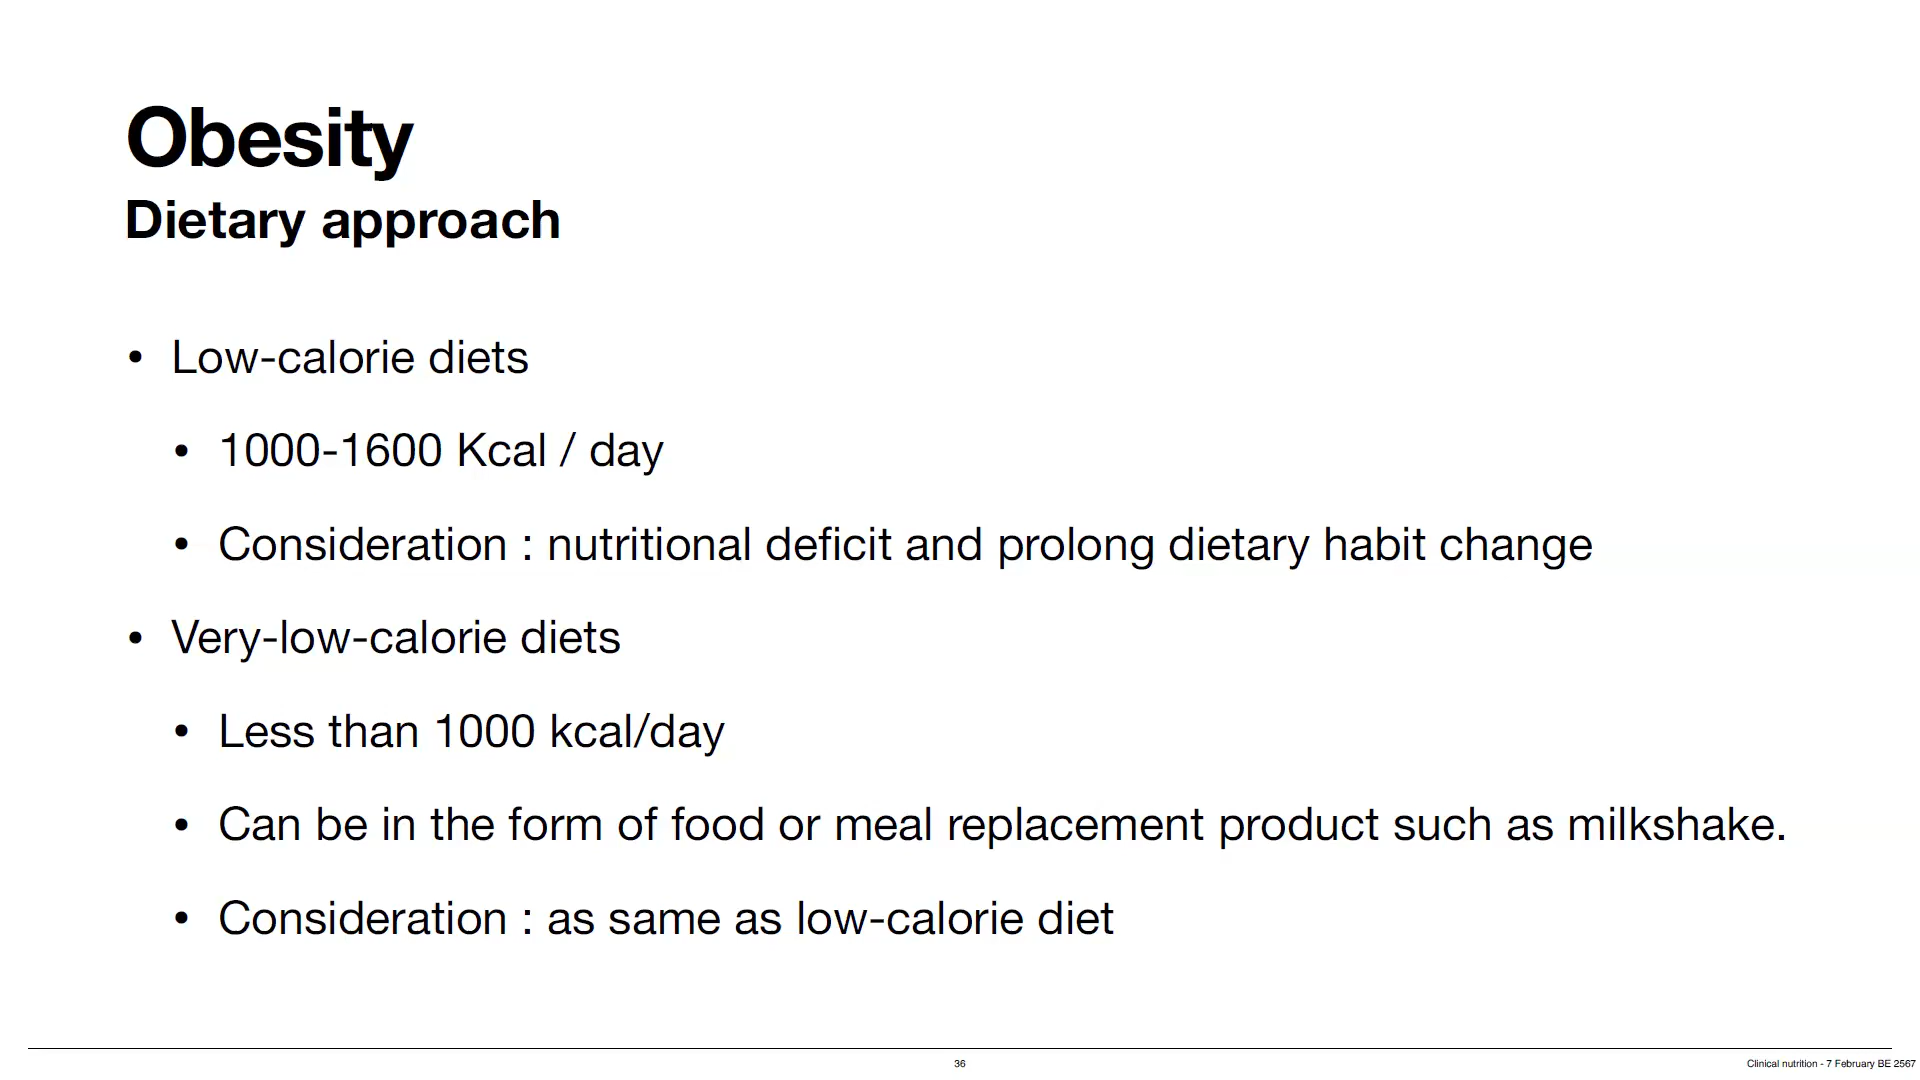 Obesity
Dietary approach
• Low-calorie diets
• 1000-1600 Kcal / day
• Consideration : nutritional deficit and prolong dietary habit change
• Very-low-calorie diets
• Less than 1000 kcal/day
• Can be in the form of food or meal replacement product such as milkshake.
• Consideration : as same as low-calorie diet
36
Clinical nutrition - 7 February BE 2567